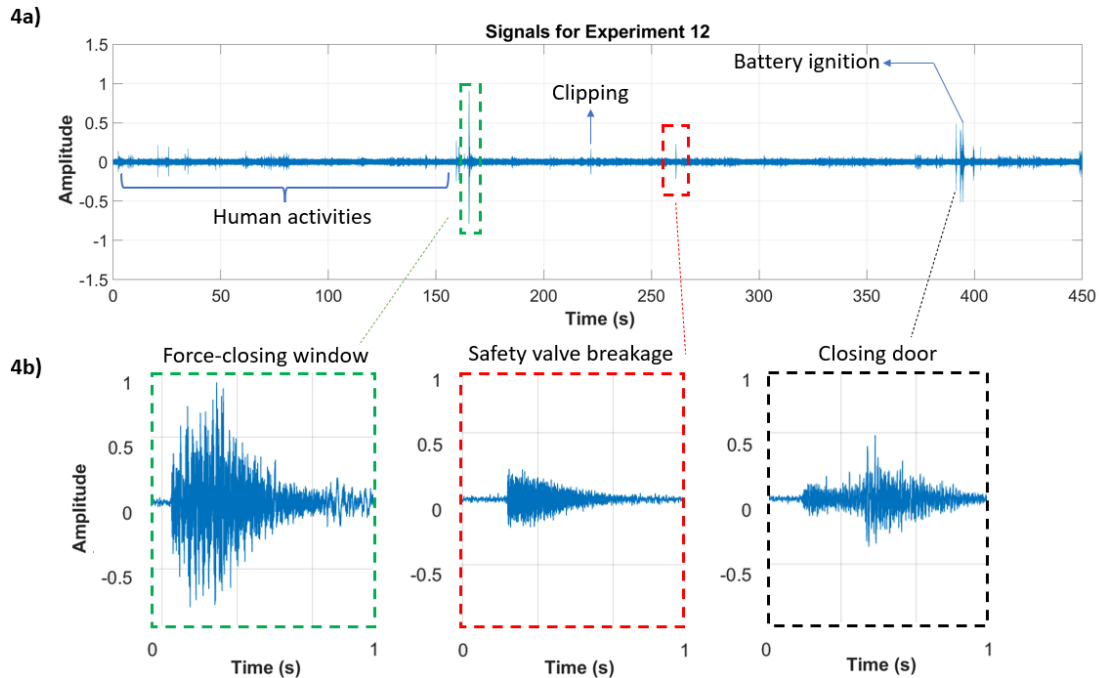 4a)
Signals for Experiment 12
1.5
1
0.5
0
-0.5
-1
-1.5
Amplitude
Battery ignition
Clipping
Human activities
0 50 100 150 200 250 300 350 400 450
Time (s)
4b)
Force-closing window
Safety valve breakage
Closing door
1
0.5
0
-0.5
Amplitude
0 1
Time (s)
1
0.5
0
-0.5
0 1
Time (s)
1
0.5
0
-0.5
0 1
Time (s)